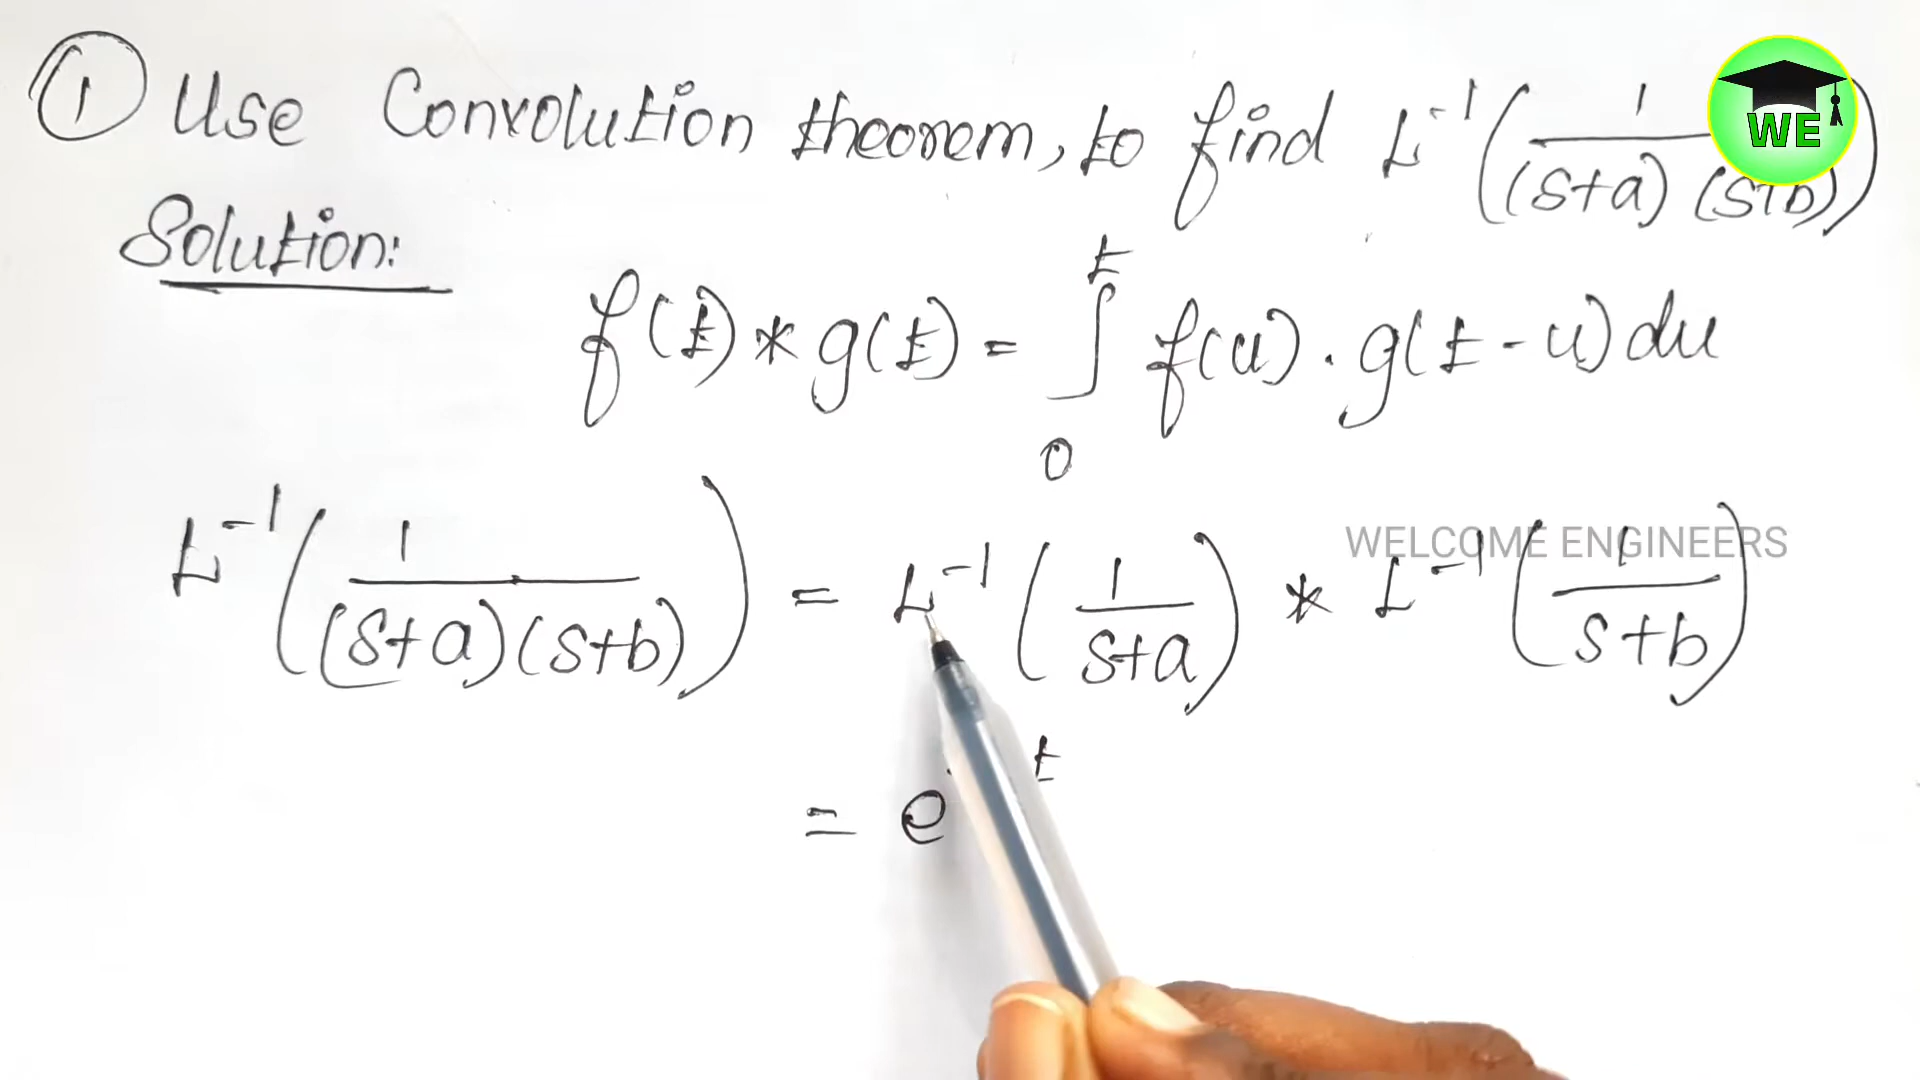 ① Use Convolution theorem, to find L⁻¹(1/((s+a)(s+b)))
WE
Solution:
f(t) * g(t) = ∫₀ᵗ f(u) · g(t-u) du
WELCOME ENGINEERS
L⁻¹(1/((s+a)(s+b))) = L⁻¹(1/(s+a)) * L⁻¹(1/(s+b))
= e t